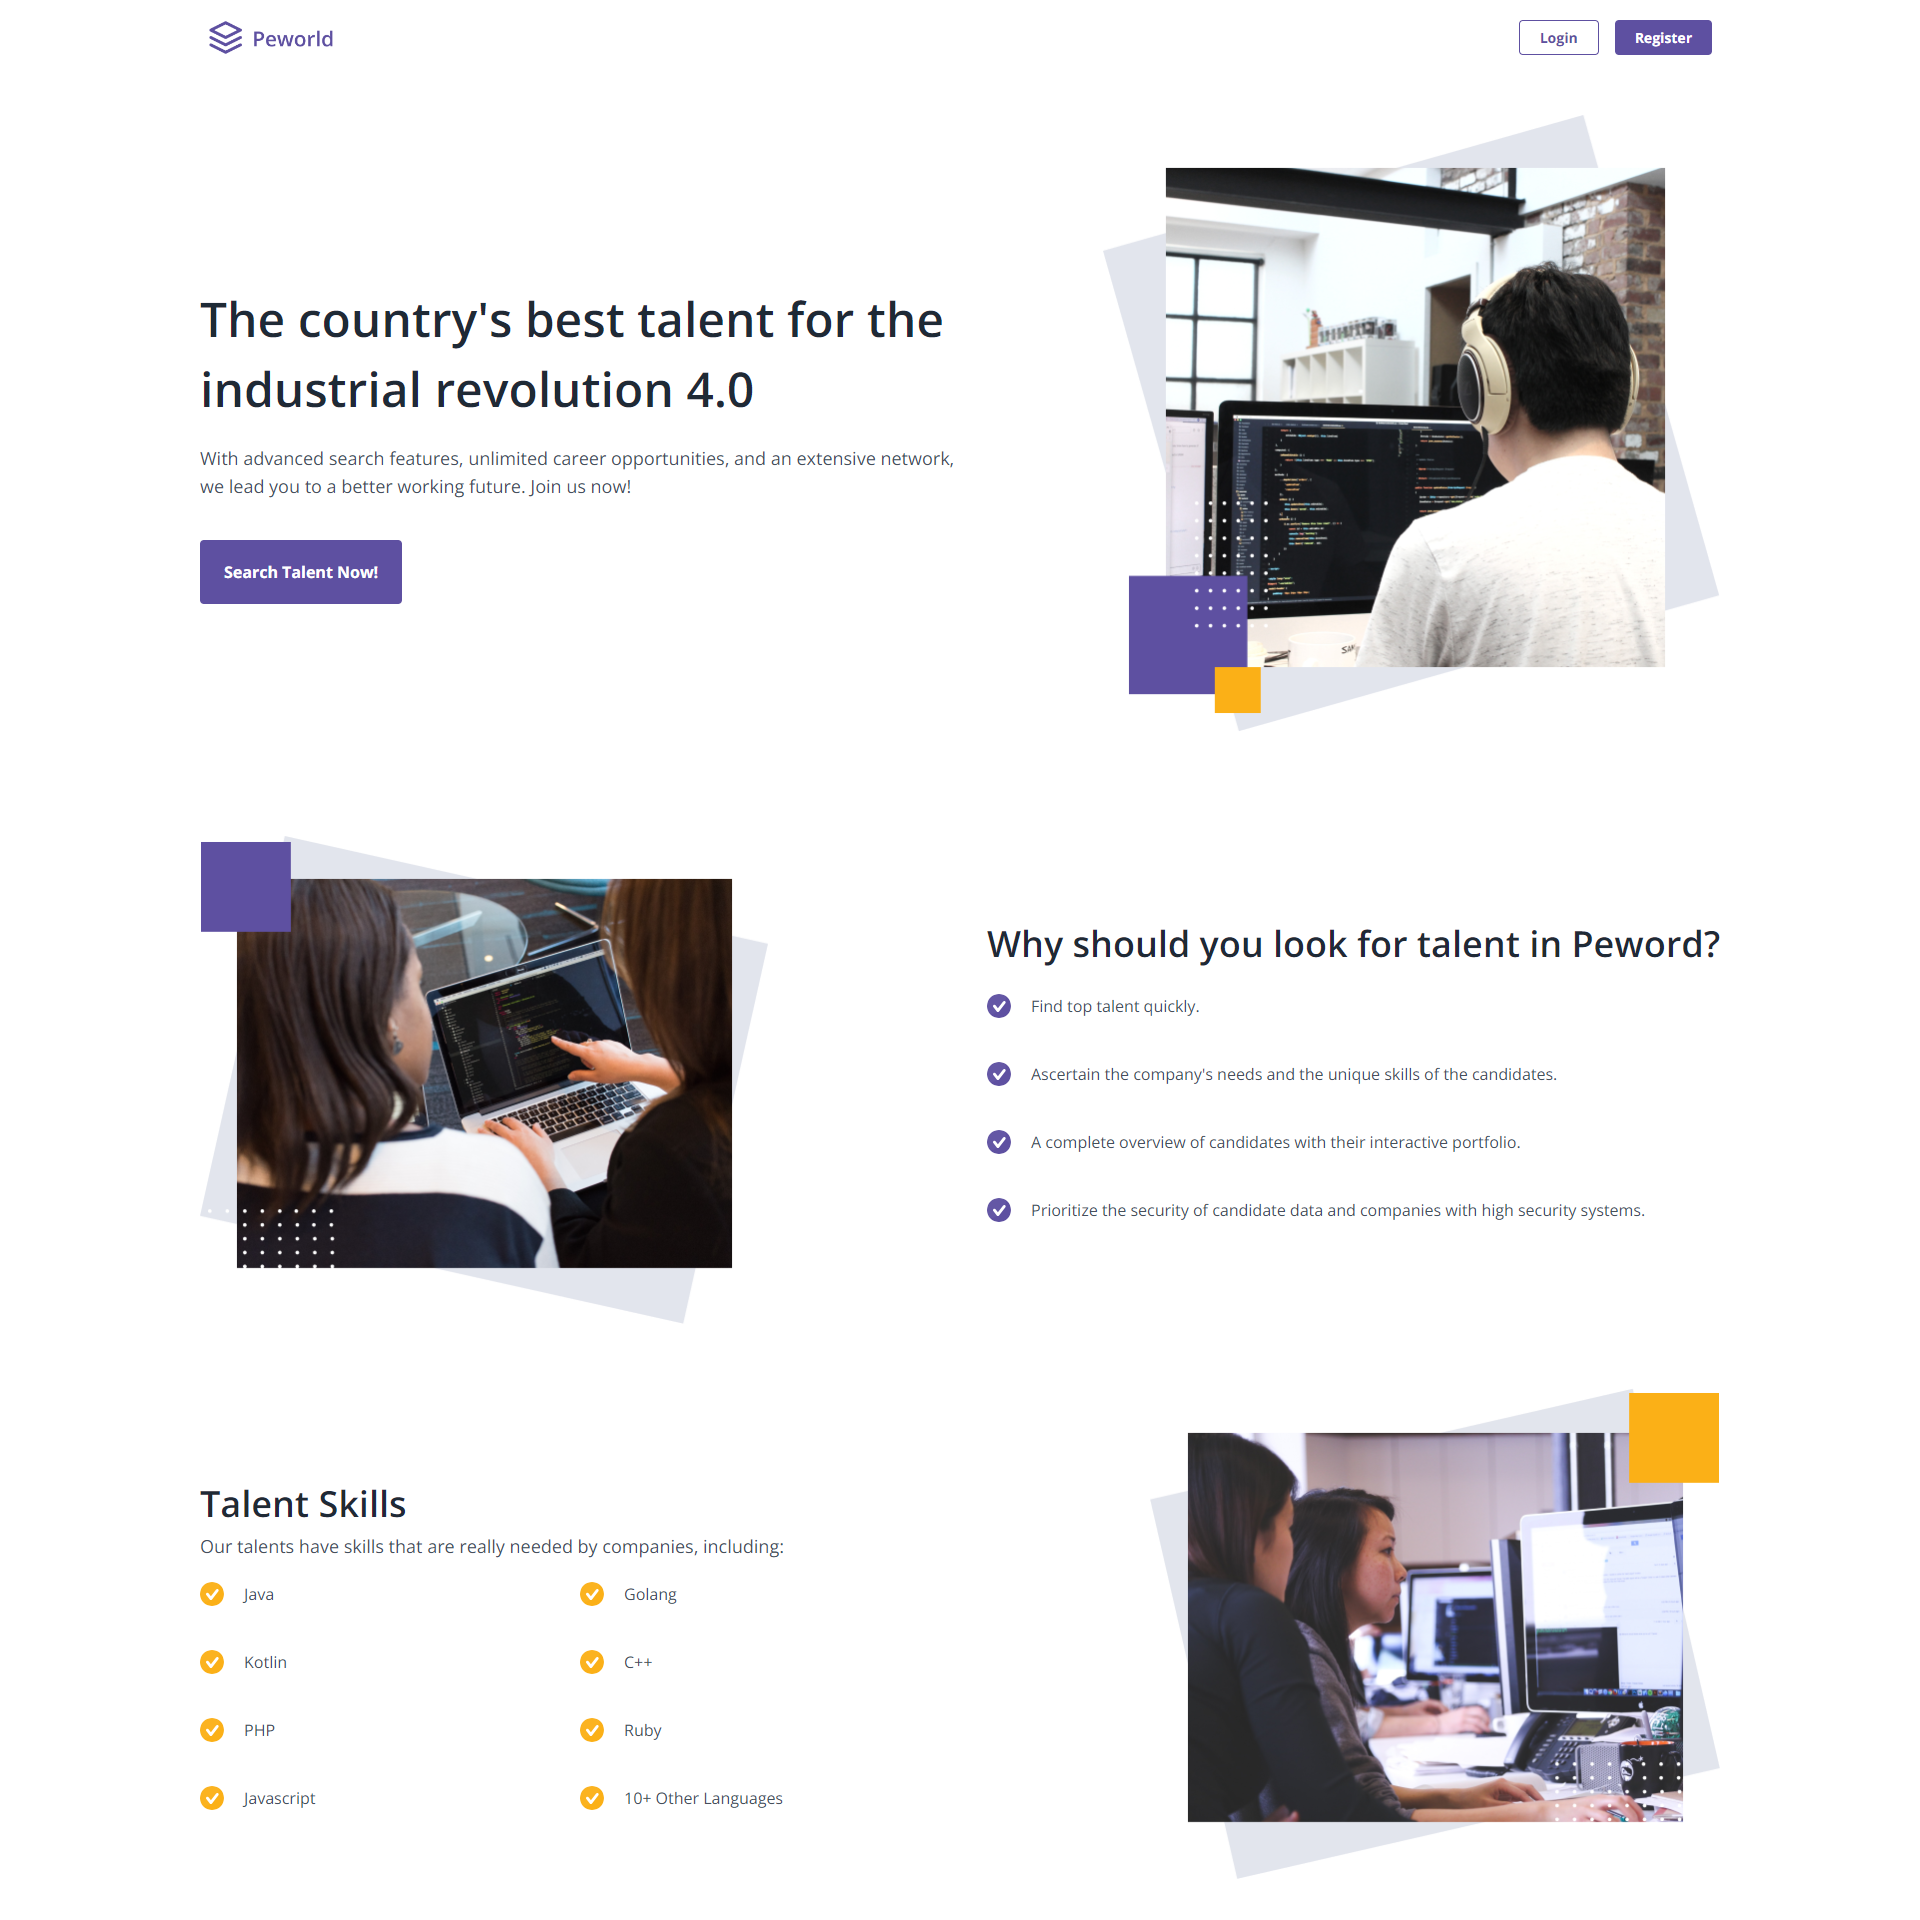 Peworld
Login
Register
The country's best talent for the
industrial revolution 4.0
With advanced search features, unlimited career opportunities, and an extensive network,
we lead you to a better working future. Join us now!
Search Talent Now!
Why should you look for talent in Peword?
Find top talent quickly.
Ascertain the company's needs and the unique skills of the candidates.
A complete overview of candidates with their interactive portfolio.
Prioritize the security of candidate data and companies with high security systems.
Talent Skills
Our talents have skills that are really needed by companies, including:
Java
Golang
Kotlin
C++
PHP
Ruby
Javascript
10+ Other Languages